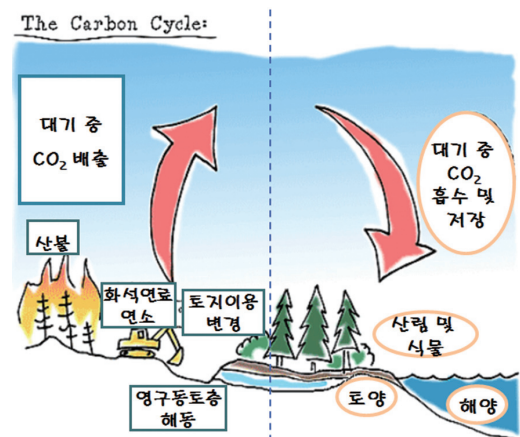 The Carbon Cycle:
대기 중
CO₂ 배출
대기 중
CO₂
흡수 및
저장
산불
화석연료
연소
토지이용
변경
산림 및
식물
영구동토층
해동
토양
해양